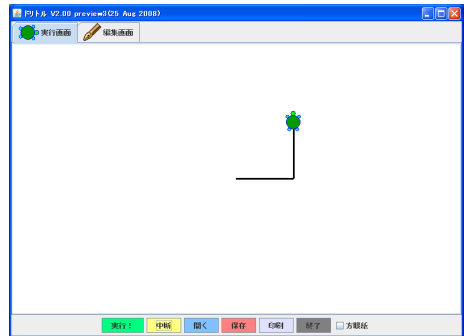 ドリトル V2.00 preview3(25 Aug 2008)
実行画面 編集画面
実行！ 中断 開く 保存 印刷 終了 方眼紙